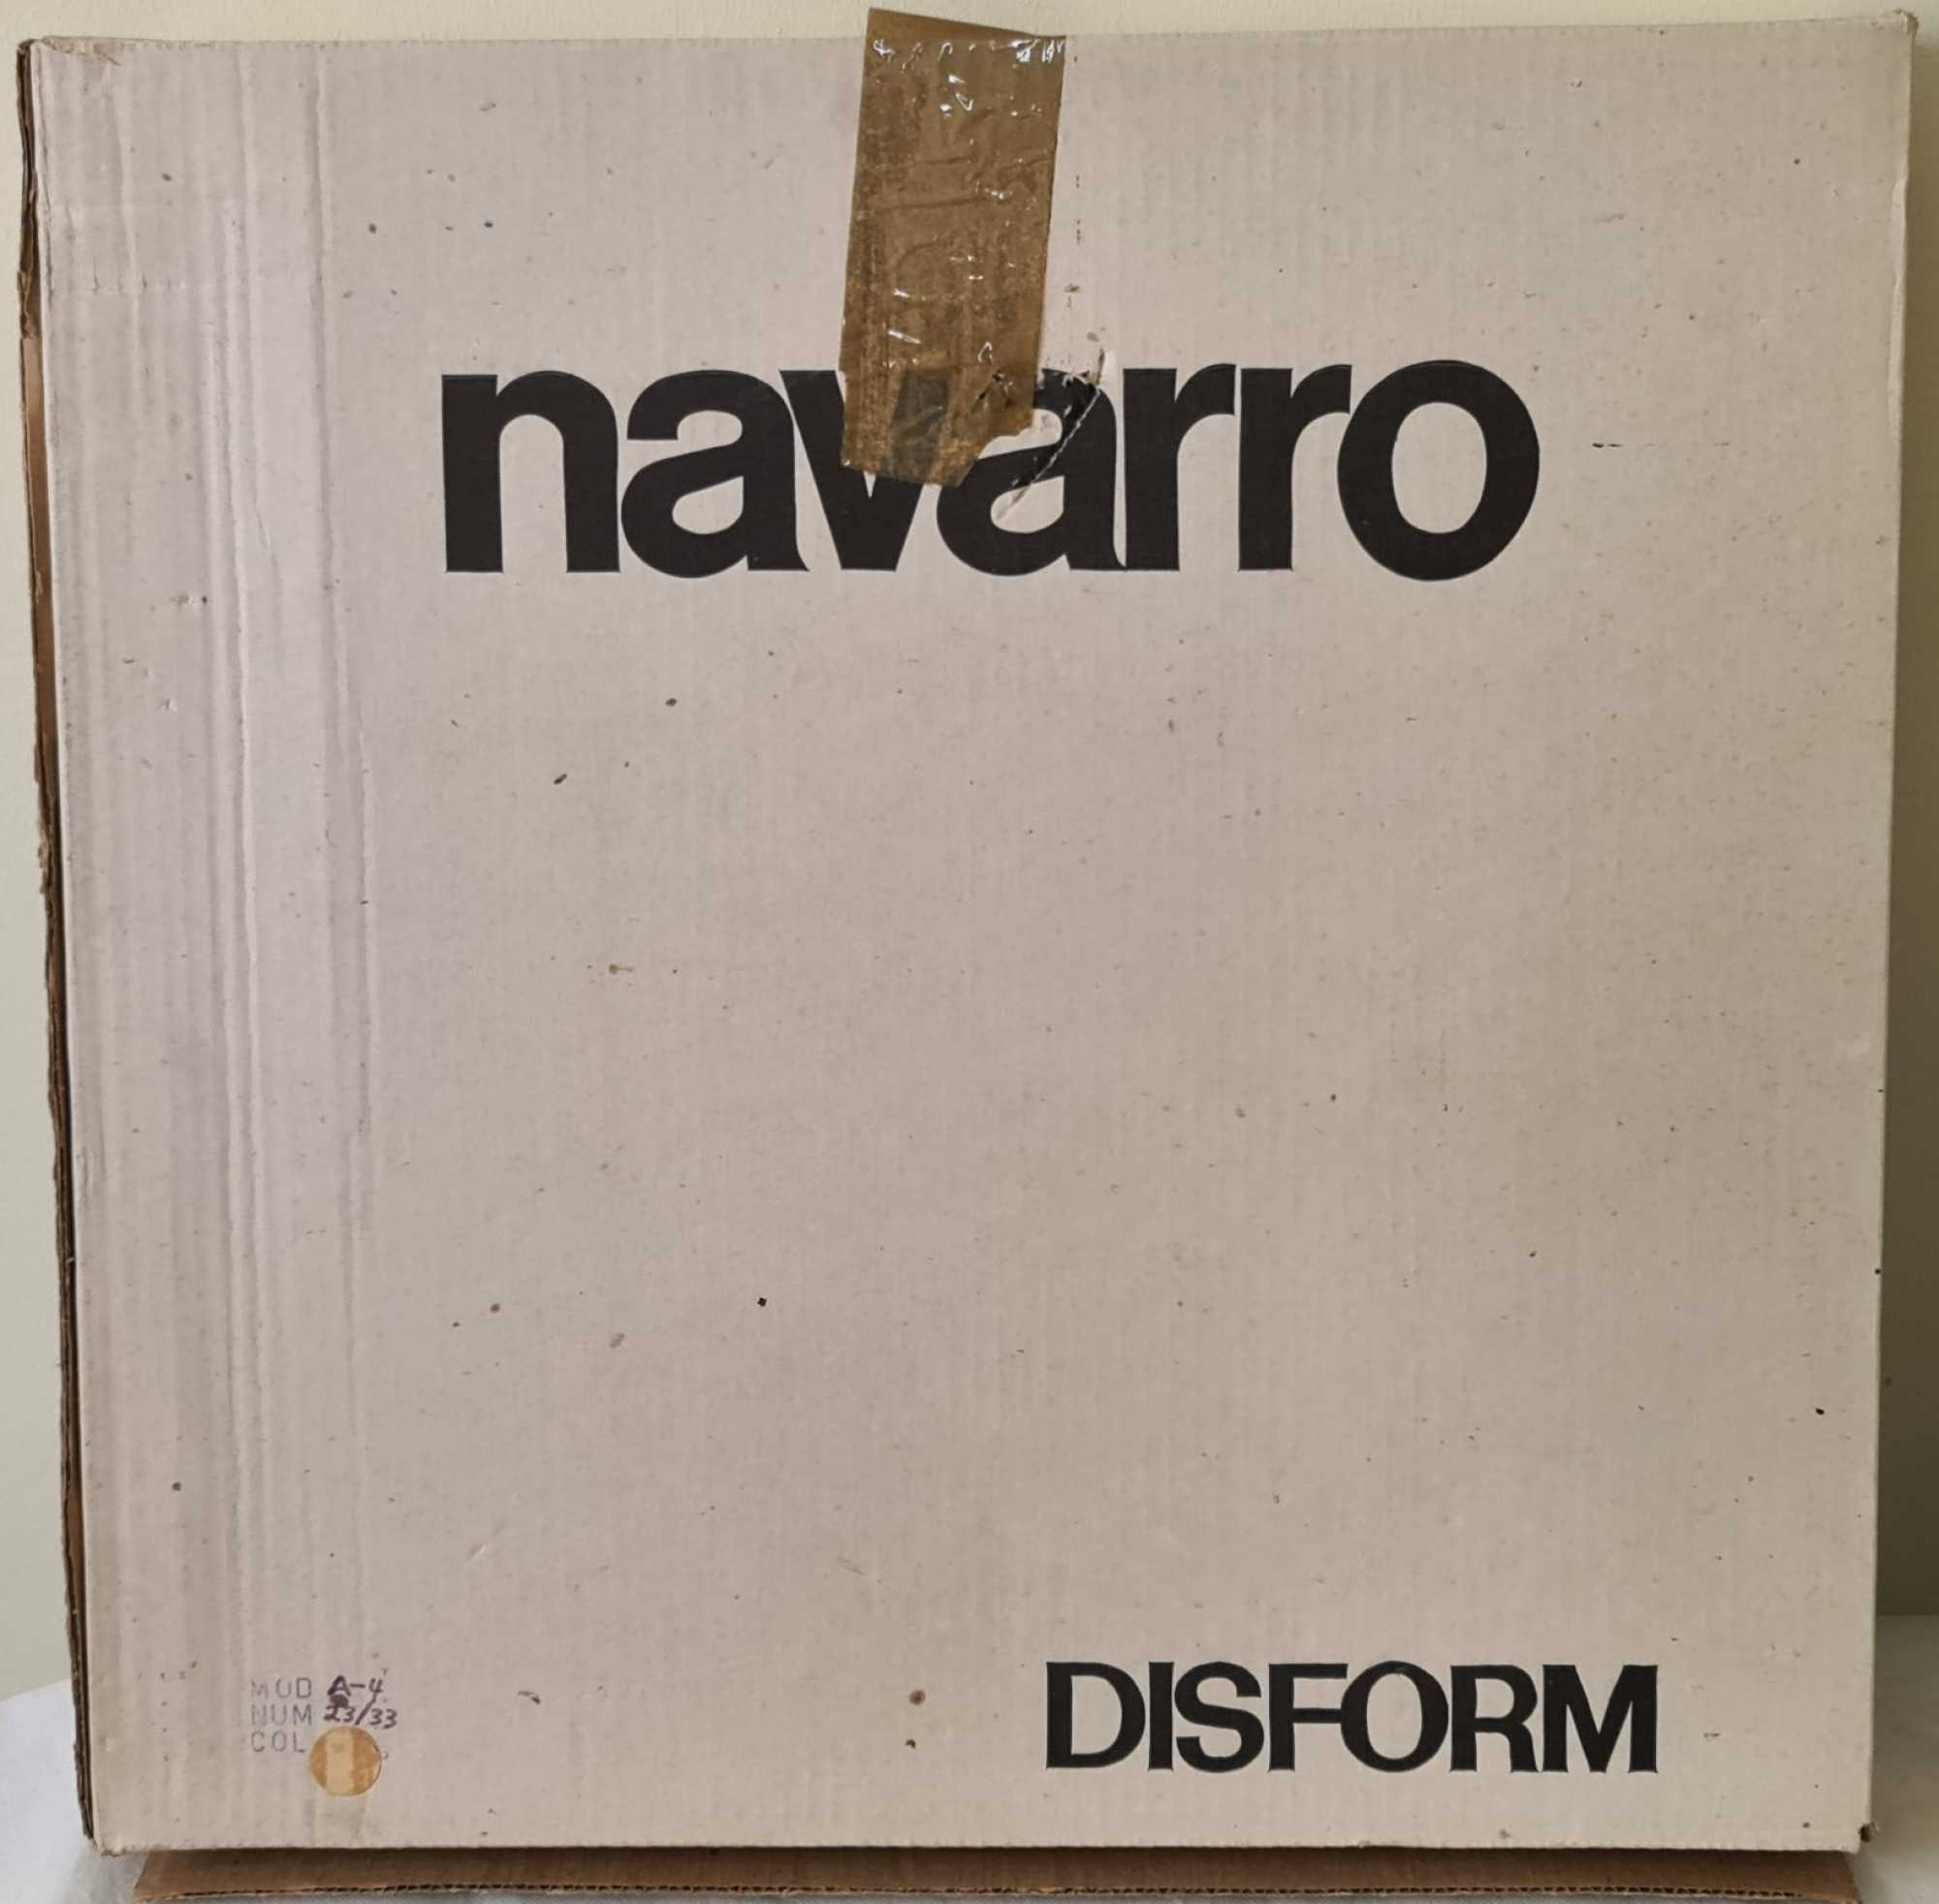 navarro
DISFORM
MOD A-4
NUM 23/33
COL